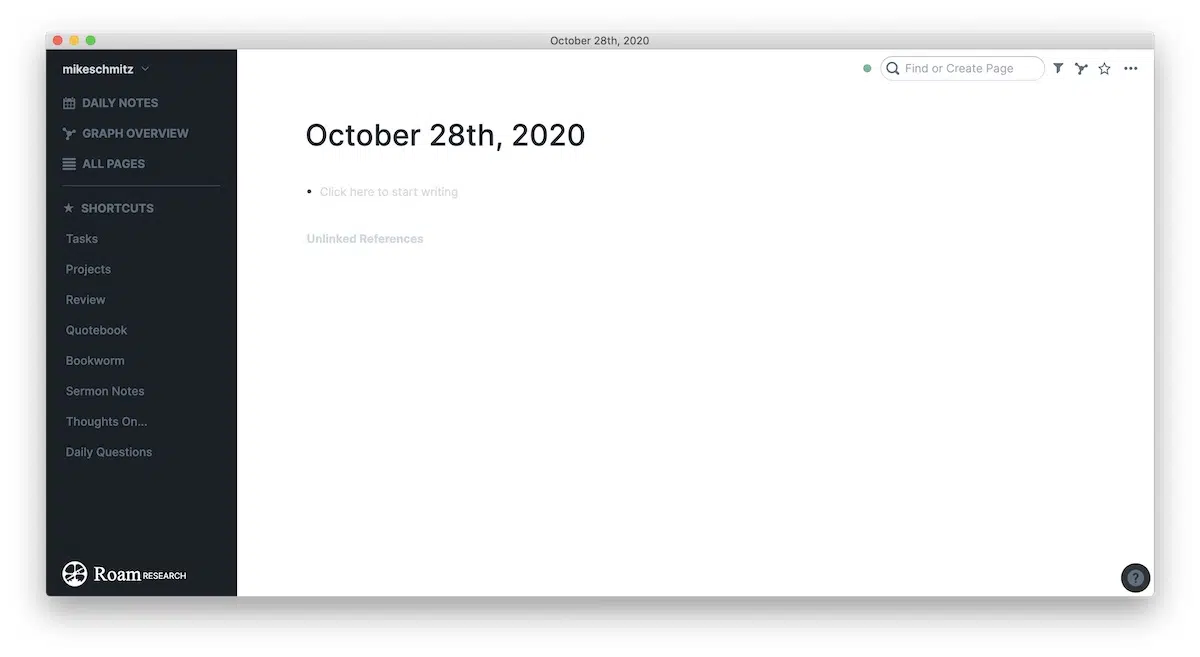 October 28th, 2020
mikeschmitz
Find or Create Page
DAILY NOTES
GRAPH OVERVIEW
ALL PAGES
SHORTCUTS
Tasks
Projects
Review
Quotebook
Bookworm
Sermon Notes
Thoughts On...
Daily Questions
Roam RESEARCH
October 28th, 2020
Click here to start writing
Unlinked References
?